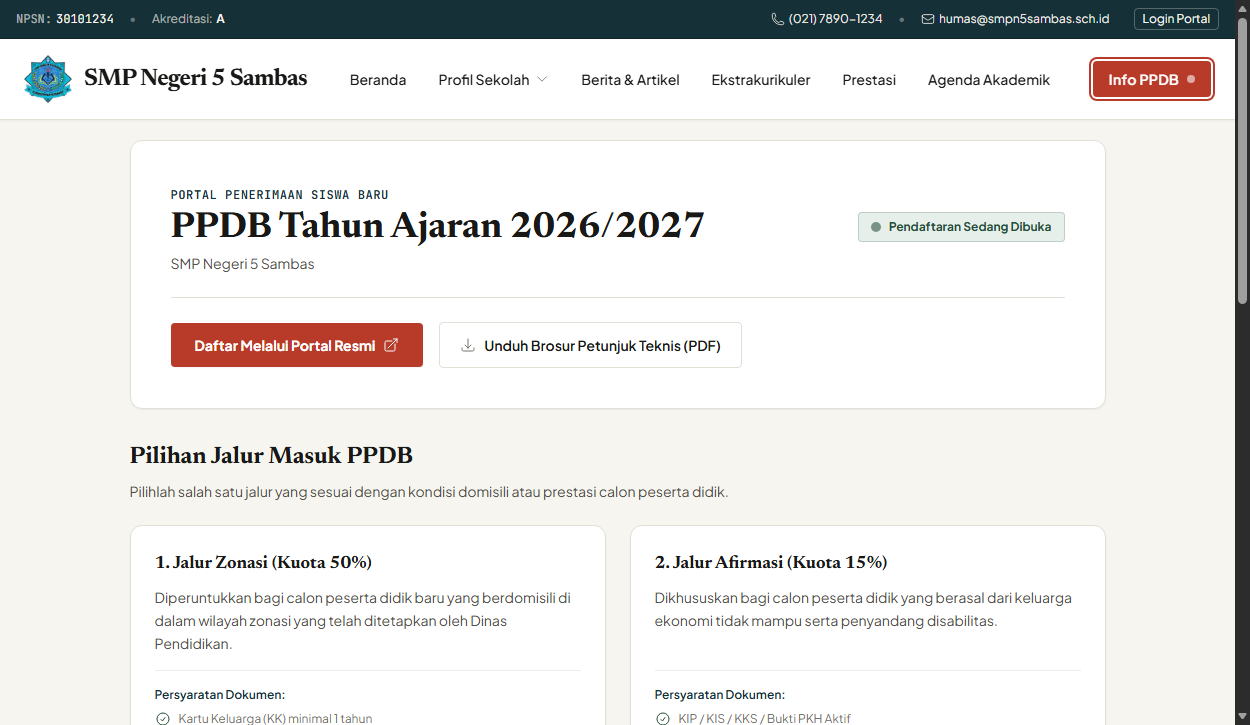 NPSN: 30101234 • Akreditasi: A
(021) 7890-1234 • humas@smpn5sambas.sch.id Login Portal
SMP Negeri 5 Sambas
Beranda Profil Sekolah Berita & Artikel Ekstrakurikuler Prestasi Agenda Akademik Info PPDB
PORTAL PENERIMAAN SISWA BARU
PPDB Tahun Ajaran 2026/2027
Pendaftaran Sedang Dibuka
SMP Negeri 5 Sambas
Daftar Melalui Portal Resmi
Unduh Brosur Petunjuk Teknis (PDF)
Pilihan Jalur Masuk PPDB
Pilihlah salah satu jalur yang sesuai dengan kondisi domisili atau prestasi calon peserta didik.
1. Jalur Zonasi (Kuota 50%)
Diperuntukkan bagi calon peserta didik baru yang berdomisili di
dalam wilayah zonasi yang telah ditetapkan oleh Dinas
Pendidikan.
Persyaratan Dokumen:
Kartu Keluarga (KK) minimal 1 tahun
2. Jalur Afirmasi (Kuota 15%)
Dikhususkan bagi calon peserta didik yang berasal dari keluarga
ekonomi tidak mampu serta penyandang disabilitas.
Persyaratan Dokumen:
KIP / KIS / KKS / Bukti PKH Aktif